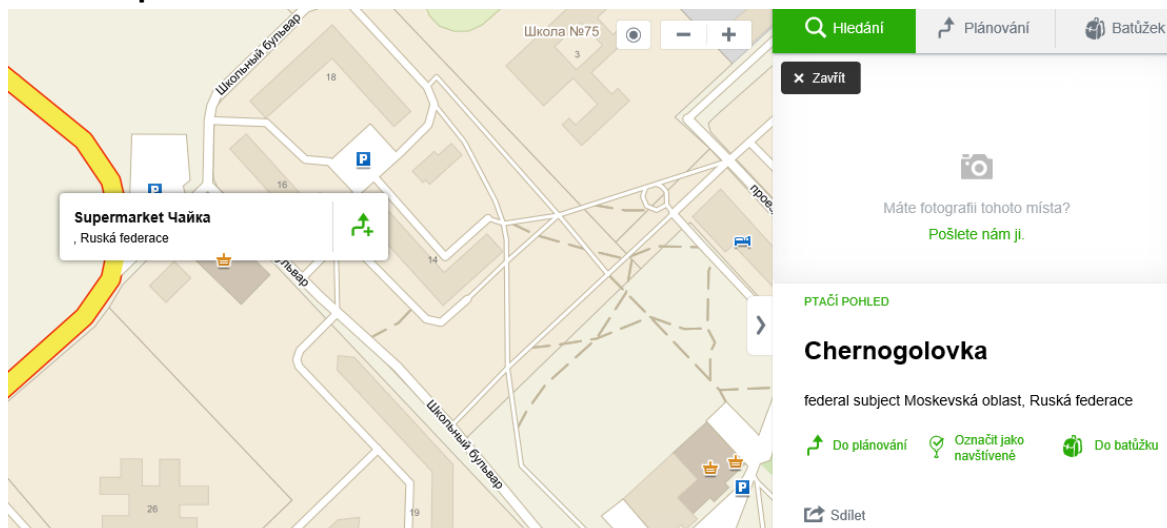 Школа №75
3
Школьный бульвар
18
16
14
Supermarket Чайка
, Ruská federace
Школьный бульвар
26
19
Hledání
Plánování
Batůžek
× Zavřít
Máte fotografii tohoto místa?
Pošlete nám ji.
PTAČÍ POHLED
Chernogolovka
federal subject Moskevská oblast, Ruská federace
Do plánování
Označit jako
navštívené
Do batůžku
Sdílet